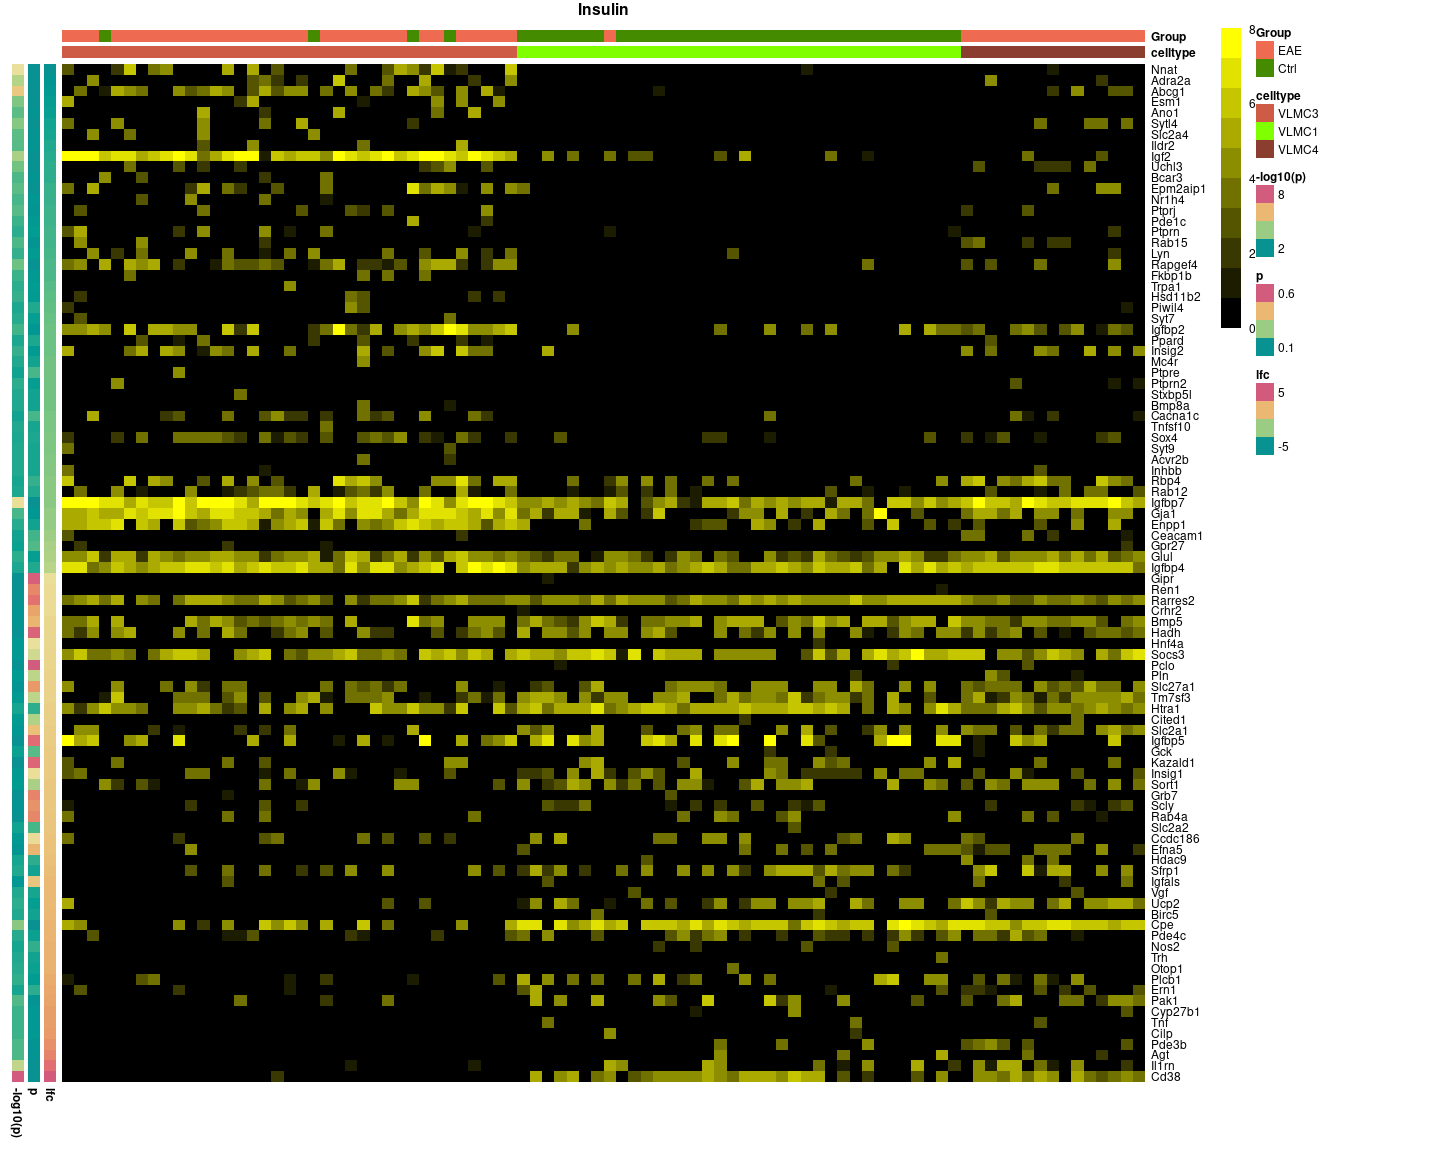 Insulin
Group
celltype
Nnat
Adra2a
Abcg1
Esm1
Ano1
Sytl4
Slc2a4
Ildr2
Igf2
Uchl3
Bcar3
Epm2aip1
Nr1h4
Ptprj
Pde1c
Ptprn
Rab15
Lyn
Rapgef4
Fkbp1b
Trpa1
Hsd11b2
Piwil4
Syt7
Igfbp2
Ppard
Insig2
Mc4r
Ptpre
Ptprn2
Stxbp5l
Bmp8a
Cacna1c
Tnfsf10
Sox4
Syt9
Acvr2b
Inhbb
Rbp4
Rab12
Igfbp7
Gja1
Enpp1
Ceacam1
Gpr27
Glul
Igfbp4
Gipr
Ren1
Rarres2
Crhr2
Bmp5
Hadh
Hnf4a
Socs3
Pclo
Pln
Slc27a1
Tm7sf3
Htra1
Cited1
Slc2a1
Igfbp5
Gck
Kazald1
Insig1
Sort1
Grb7
Scly
Rab4a
Slc2a2
Ccdc186
Efna5
Hdac9
Sfrp1
Igfals
Vgf
Ucp2
Birc5
Cpe
Pde4c
Nos2
Trh
Otop1
Plcb1
Ern1
Pak1
Cyp27b1
Tnf
Cilp
Pde3b
Agt
Il1rn
Cd38
-log10(p)
p
lfc
8
6
4
2
0
Group
EAE
Ctrl
celltype
VLMC3
VLMC1
VLMC4
-log10(p)
8
2
p
0.6
0.1
lfc
5
-5